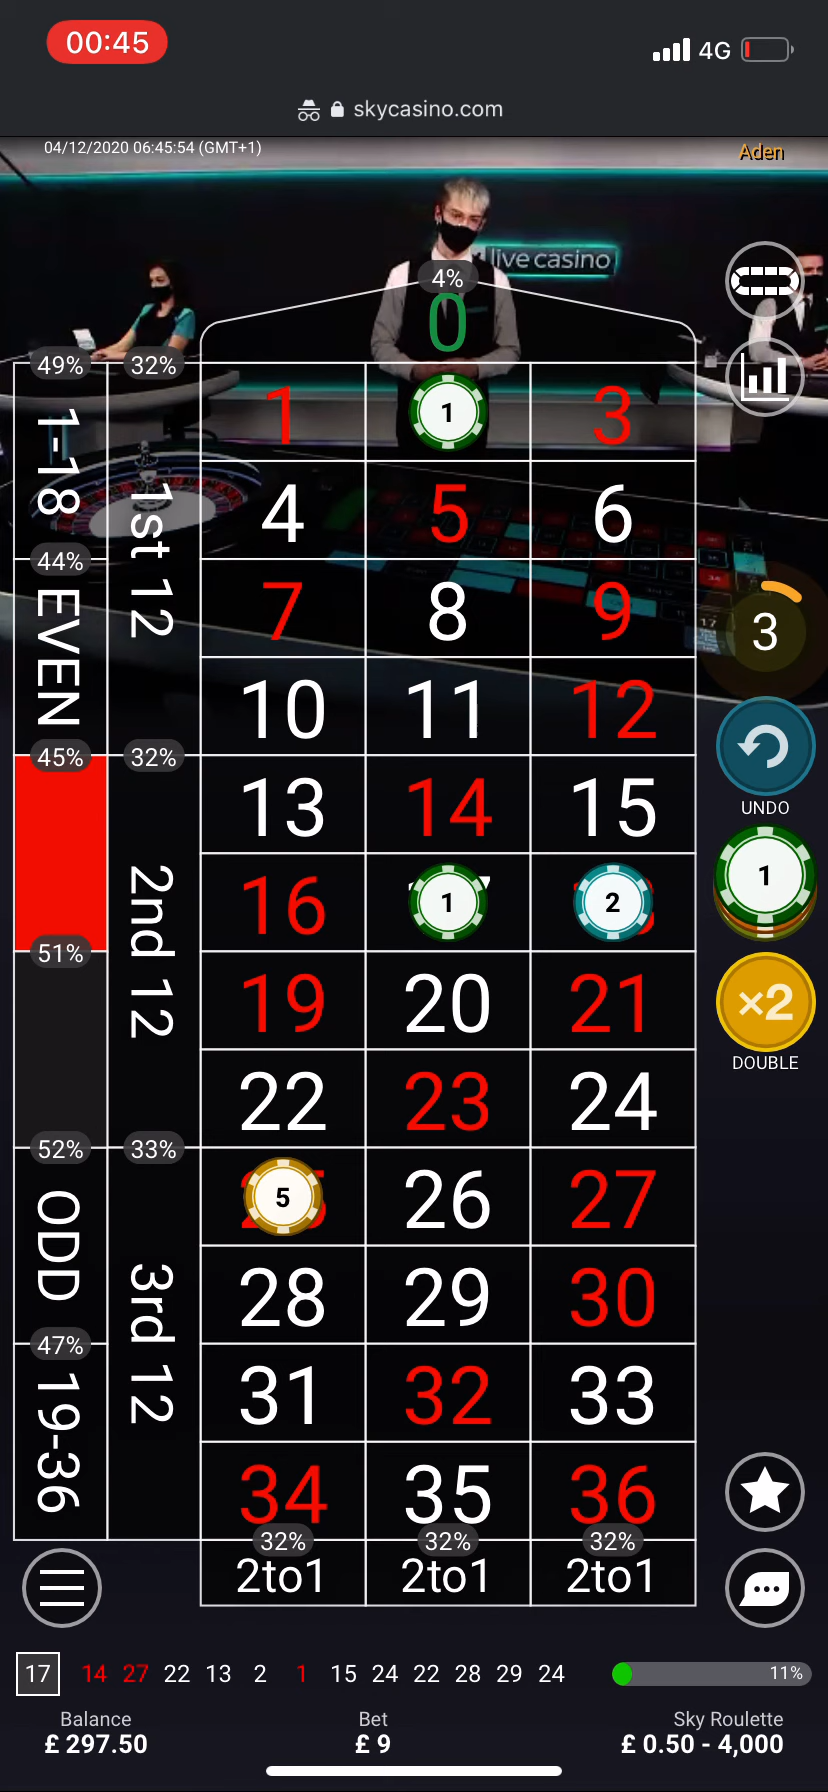 00:45
4G
skycasino.com
04/12/2020 06:45:54 (GMT+1)
Aden
live casino
4%
0
49%
32%
1
1
3
1-18
1st 12
4
5
6
44%
EVEN
7
8
9
3
10
11
12
45%
32%
UNDO
13
14
15
2nd 12
16
1
2
1
51%
19
20
21
×2
DOUBLE
22
23
24
52%
33%
ODD
5
26
27
3rd 12
28
29
30
47%
19-36
31
32
33
34
35
36
32%
32%
32%
2to1
2to1
2to1
17 14 27 22 13 2 1 15 24 22 28 29 24
11%
Balance
Bet
Sky Roulette
£ 297.50
£ 9
£ 0.50 - 4,000